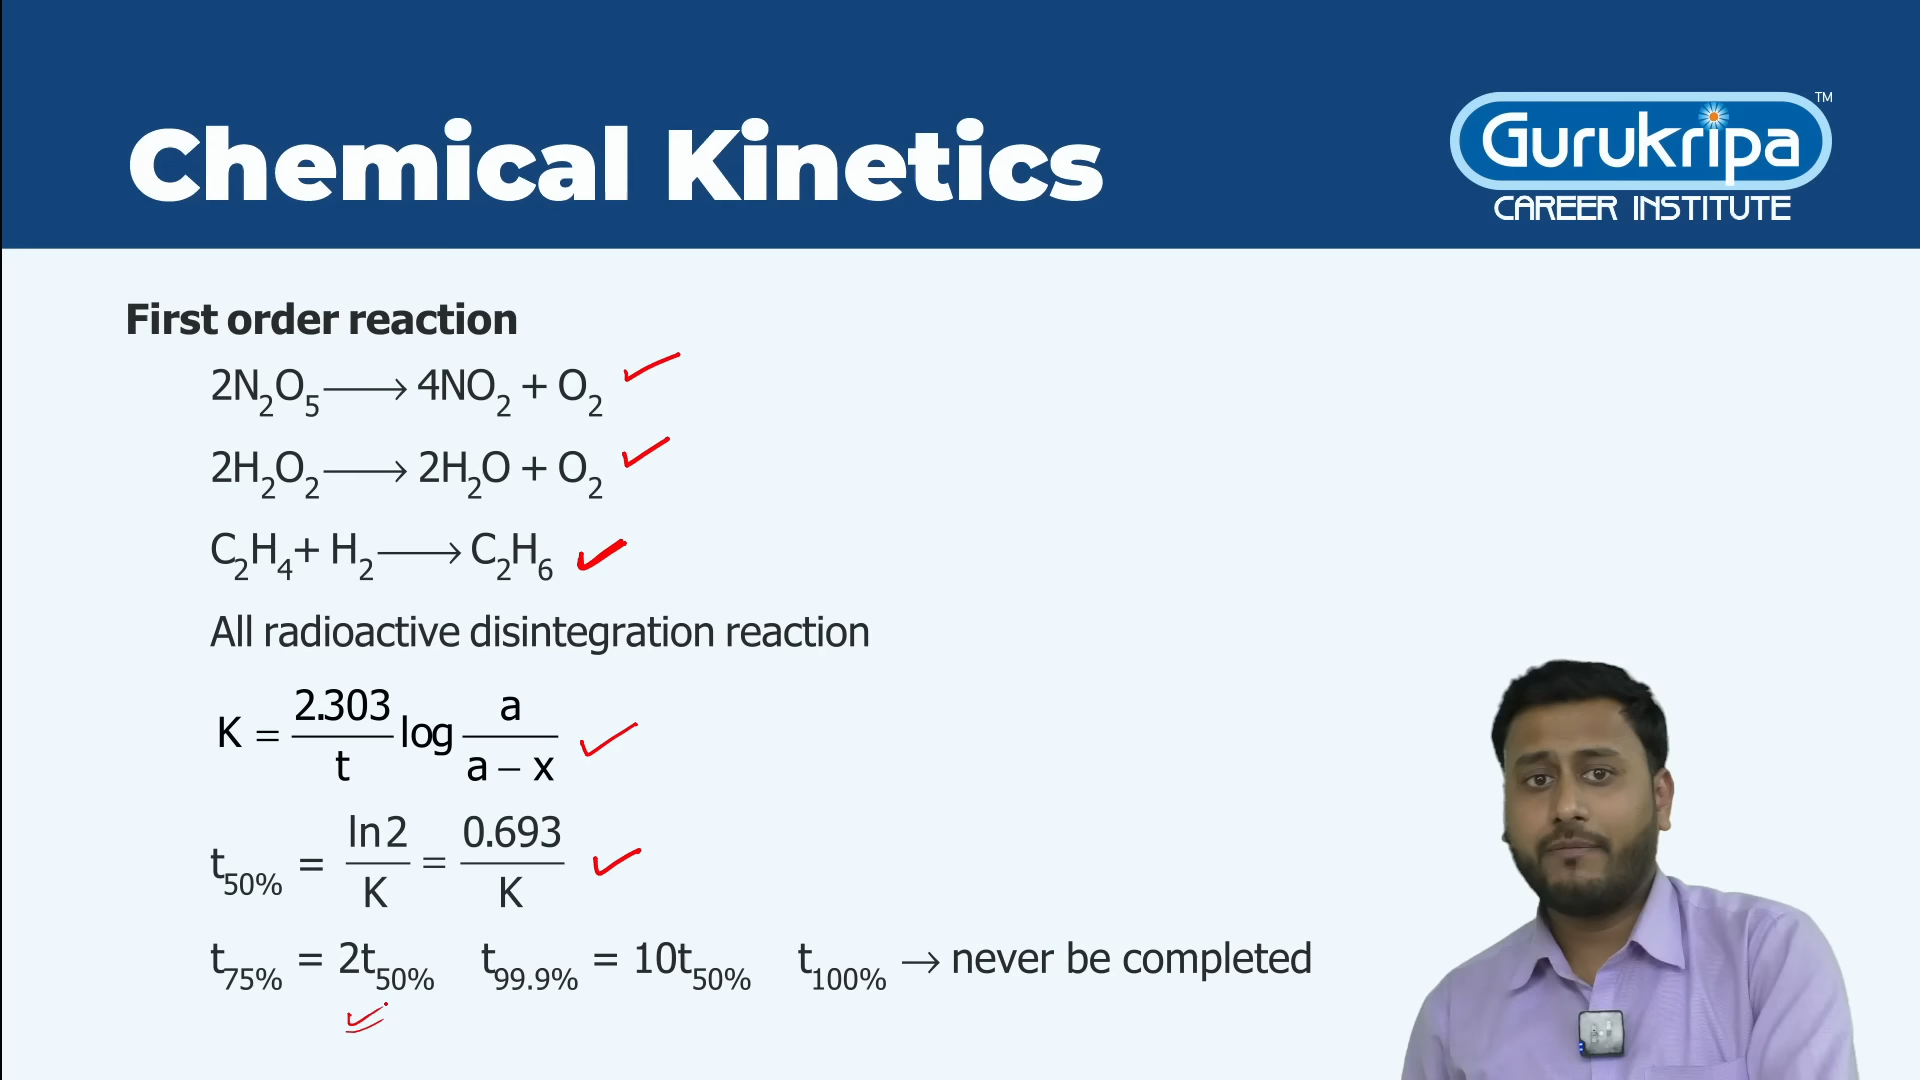 Chemical Kinetics
Gurukripa TM
CAREER INSTITUTE
First order reaction
2N₂O₅ ⟶ 4NO₂ + O₂
2H₂O₂ ⟶ 2H₂O + O₂
C₂H₄ + H₂ ⟶ C₂H₆
All radioactive disintegration reaction
K = 2.303/t log a/(a – x)
t50% = ln2/K = 0.693/K
t75% = 2t50% t99.9% = 10t50% t100% → never be completed